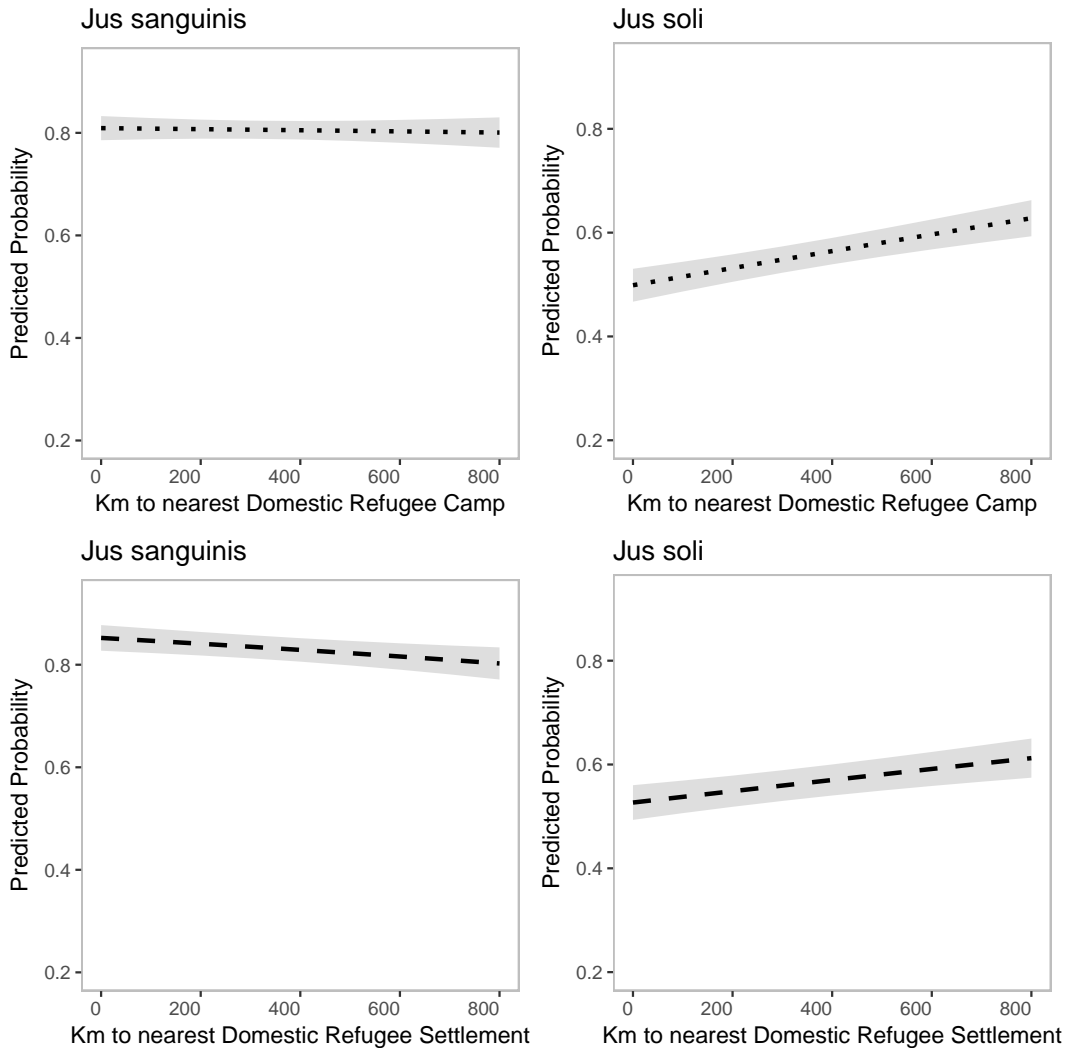 Jus sanguinis
Predicted Probability
0.8
0.6
0.4
0.2
0 200 400 600 800
Km to nearest Domestic Refugee Camp
Jus soli
Predicted Probability
0.8
0.6
0.4
0.2
0 200 400 600 800
Km to nearest Domestic Refugee Camp
Jus sanguinis
Predicted Probability
0.8
0.6
0.4
0.2
0 200 400 600 800
Km to nearest Domestic Refugee Settlement
Jus soli
Predicted Probability
0.8
0.6
0.4
0.2
0 200 400 600 800
Km to nearest Domestic Refugee Settlement